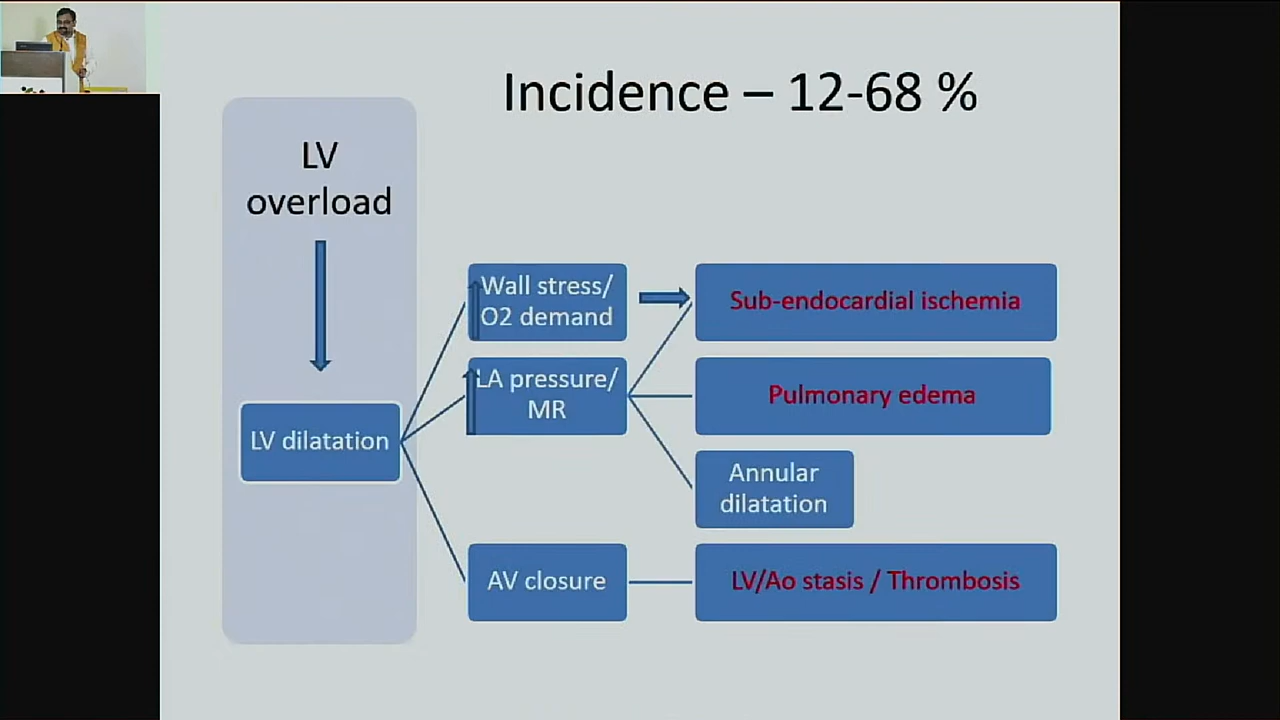 Incidence – 12-68 %
LV
overload
LV dilatation
Wall stress/
O2 demand
Sub-endocardial ischemia
LA pressure/
MR
Pulmonary edema
Annular
dilatation
AV closure
LV/Ao stasis / Thrombosis